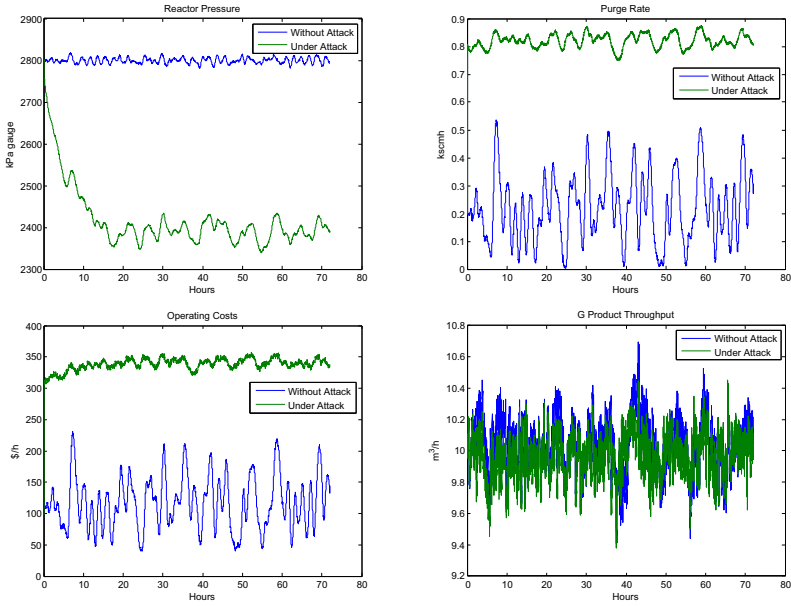 Reactor Pressure
2900
2800
2700
2600
2500
2400
2300
kPa gauge
0 10 20 30 40 50 60 70 80
Hours
Without Attack
Under Attack
Purge Rate
0.9
0.8
0.7
0.6
0.5
0.4
0.3
0.2
0.1
0
kscmh
0 10 20 30 40 50 60 70 80
Hours
Without Attack
Under Attack
Operating Costs
400
350
300
250
200
150
100
50
0
$/h
0 10 20 30 40 50 60 70 80
Hours
Without Attack
Under Attack
G Product Throughput
10.8
10.6
10.4
10.2
10
9.8
9.6
9.4
9.2
m³/h
0 10 20 30 40 50 60 70 80
Hours
Without Attack
Under Attack